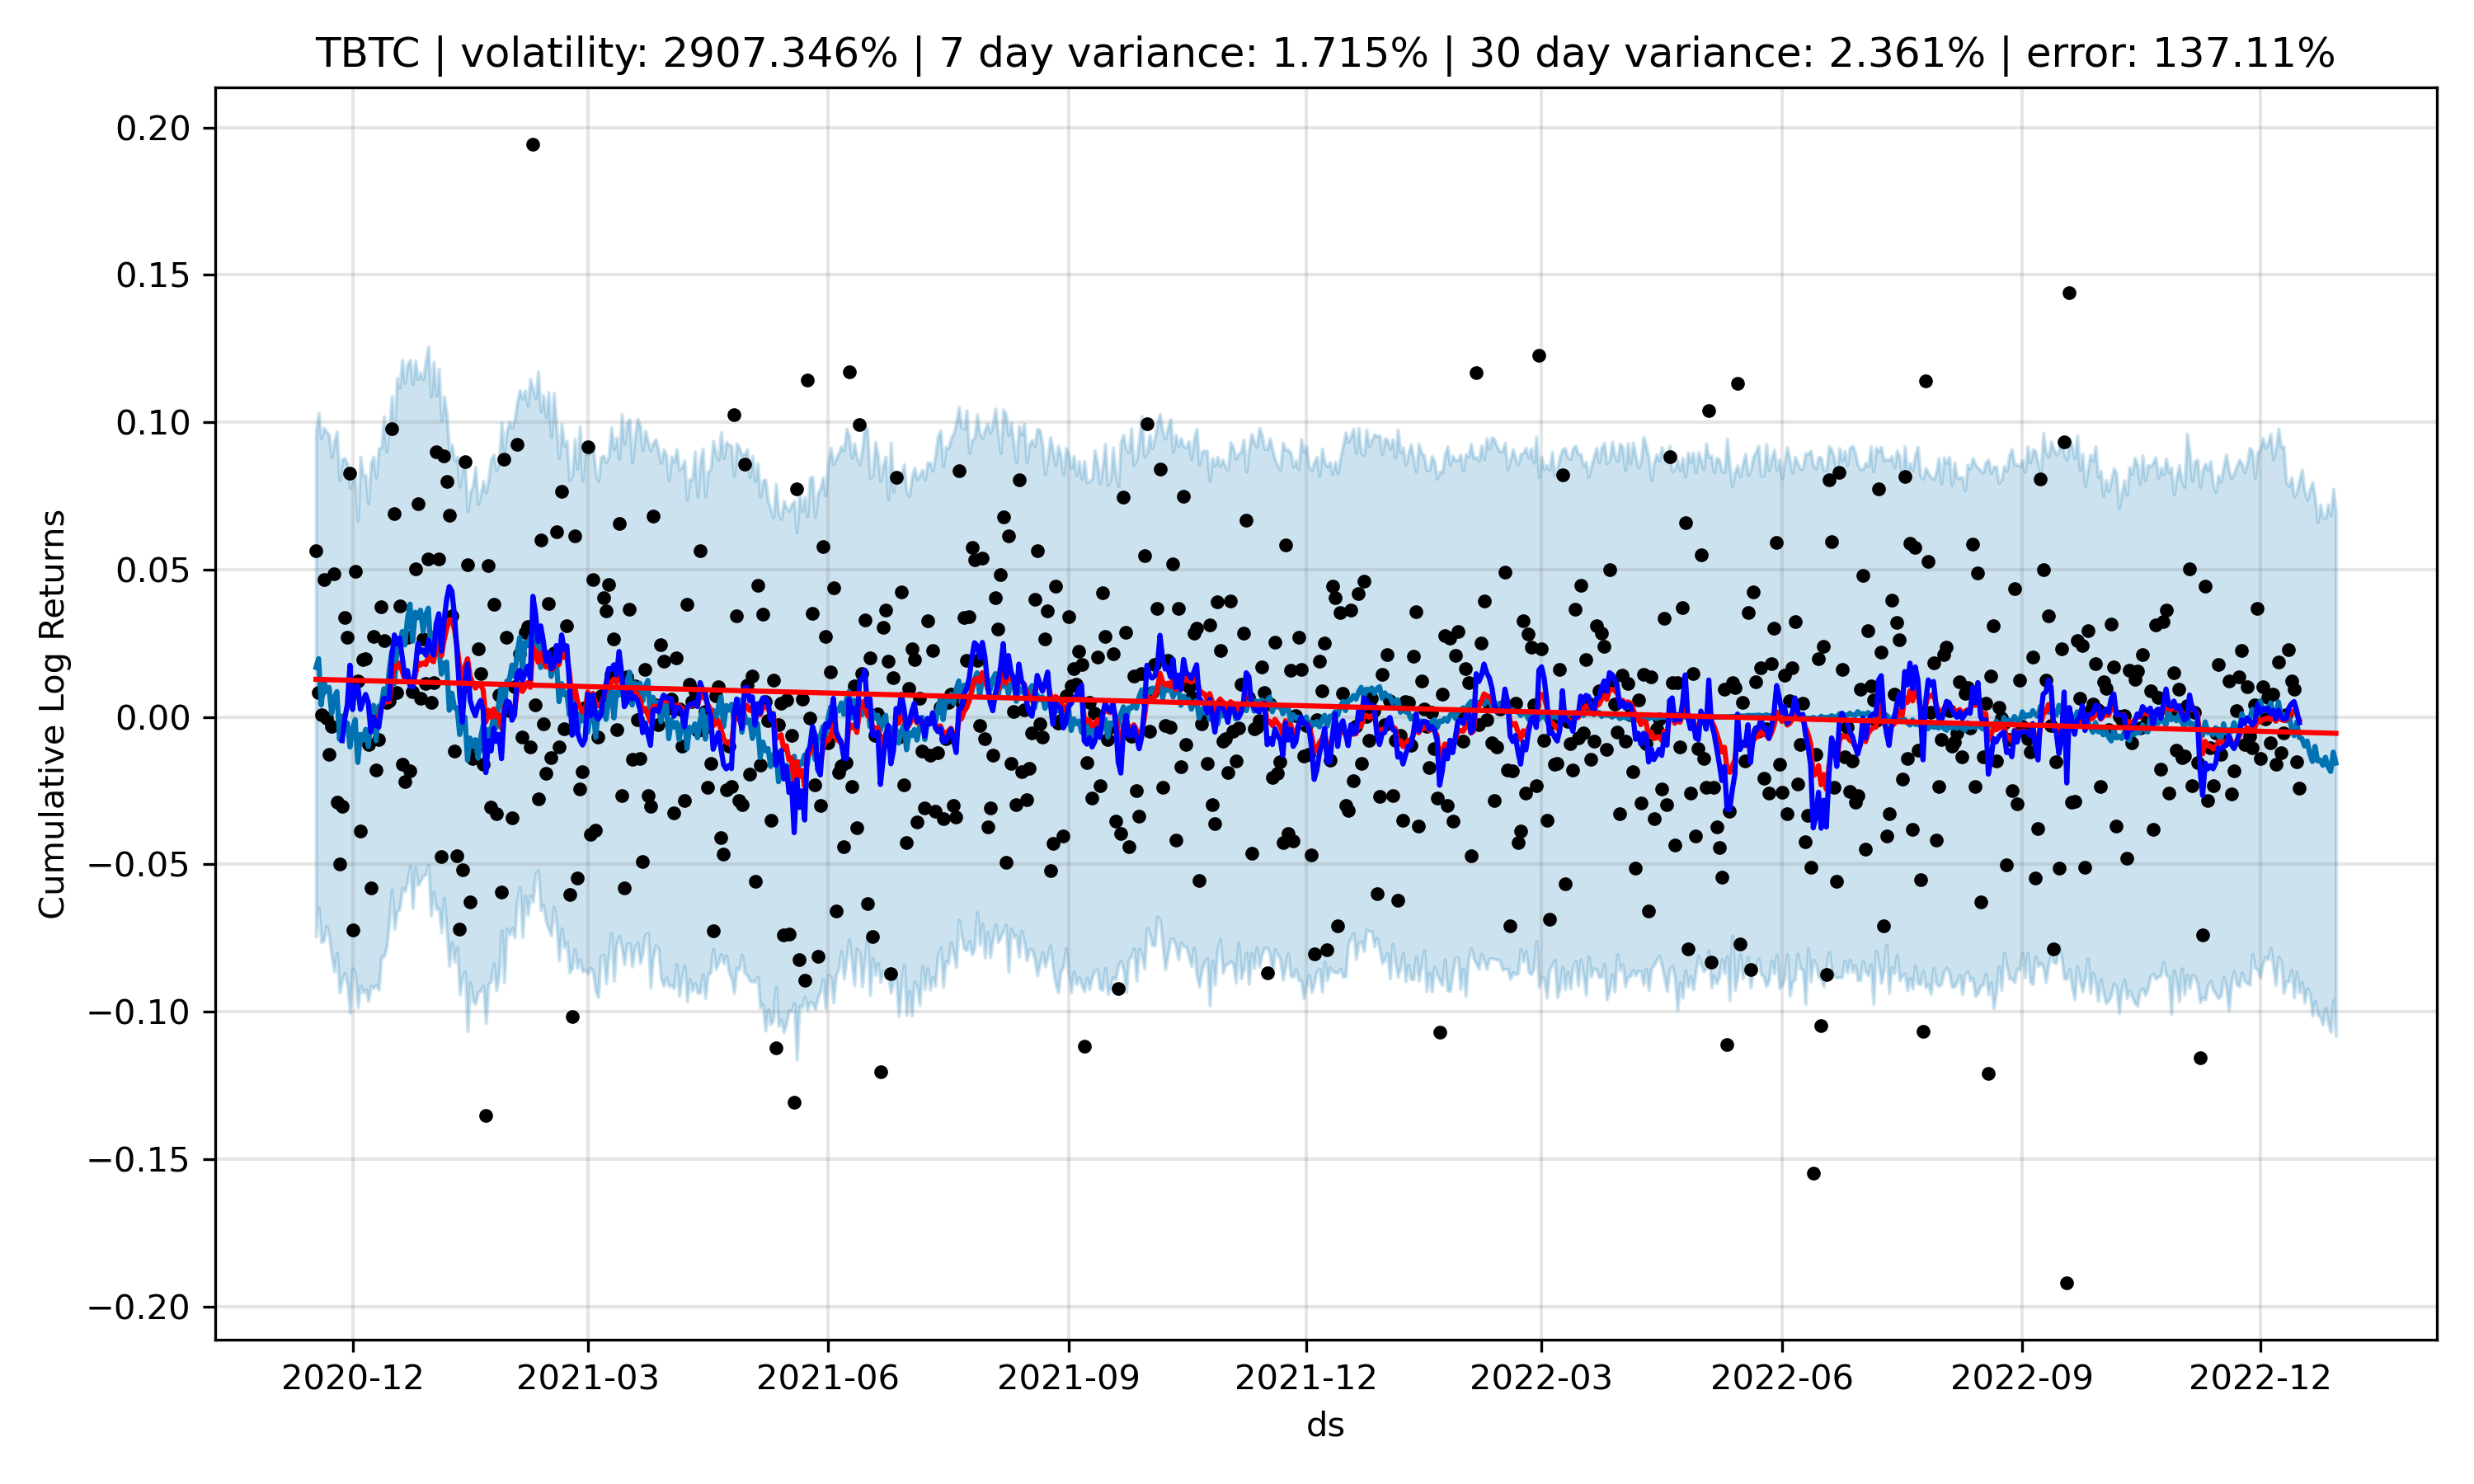 TBTC | volatility: 2907.346% | 7 day variance: 1.715% | 30 day variance: 2.361% | error: 137.11%
0.20
0.15
0.10
0.05
0.00
−0.05
−0.10
−0.15
−0.20
Cumulative Log Returns
2020-12 2021-03 2021-06 2021-09 2021-12 2022-03 2022-06 2022-09 2022-12
ds